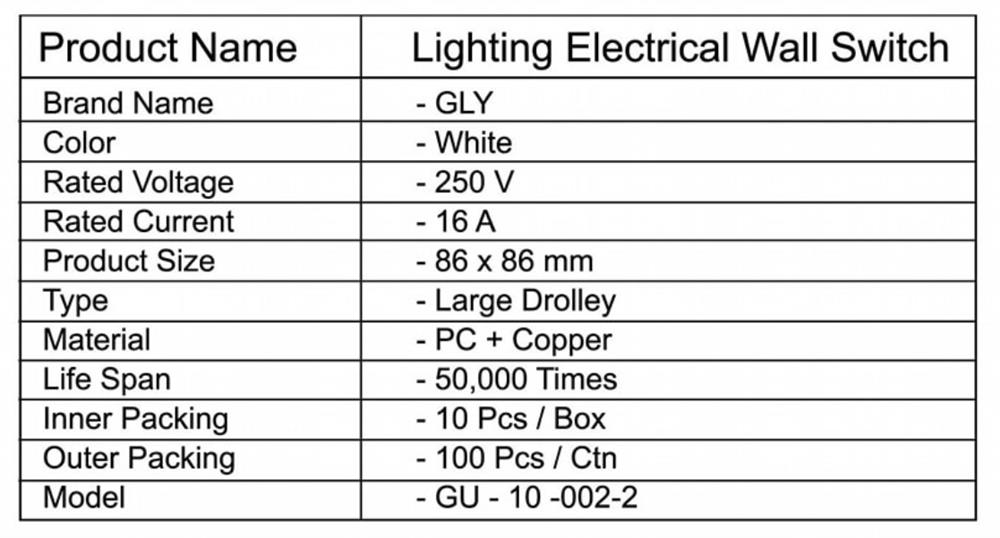 Product Name Lighting Electrical Wall Switch
Brand Name - GLY
Color - White
Rated Voltage - 250 V
Rated Current - 16 A
Product Size - 86 x 86 mm
Type - Large Drolley
Material - PC + Copper
Life Span - 50,000 Times
Inner Packing - 10 Pcs / Box
Outer Packing - 100 Pcs / Ctn
Model - GU - 10 -002-2